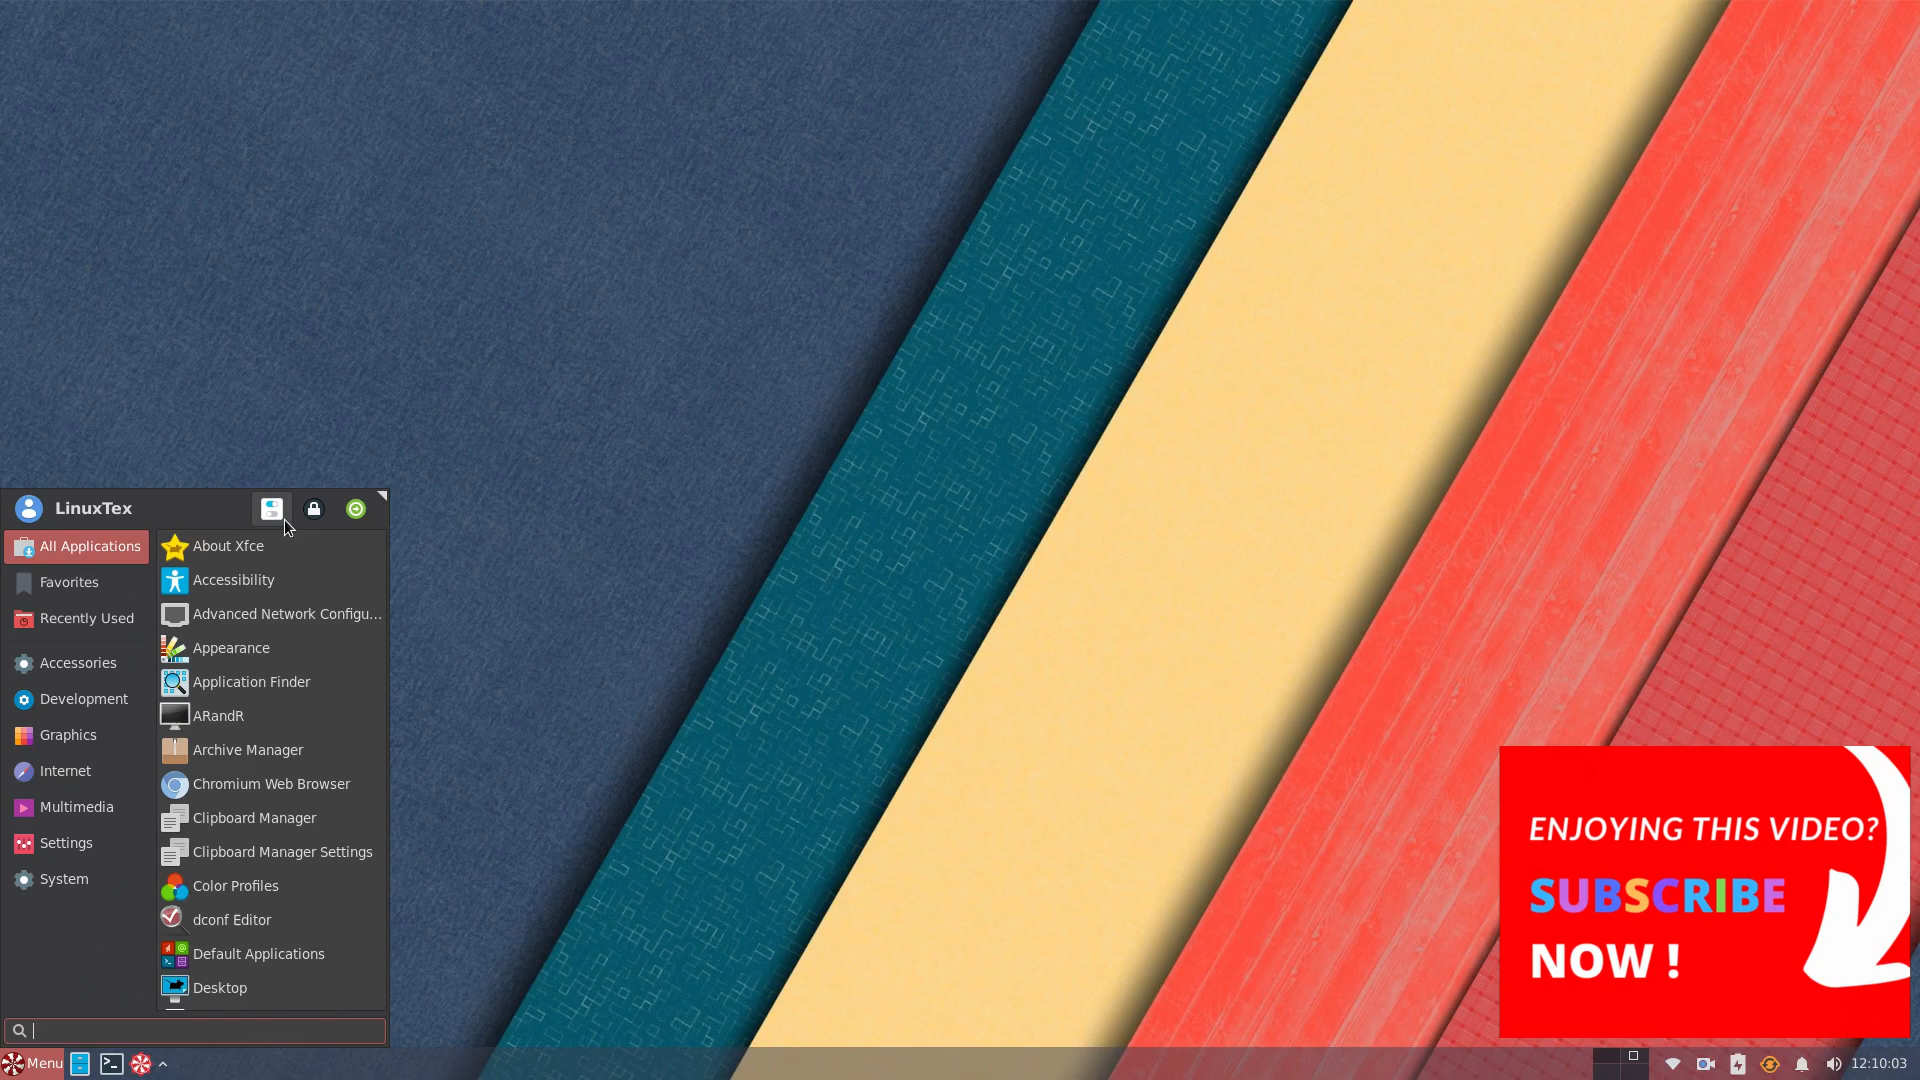 LinuxTex
All Applications
Favorites
Recently Used
Accessories
Development
Graphics
Internet
Multimedia
Settings
System
About Xfce
Accessibility
Advanced Network Configu...
Appearance
Application Finder
ARandR
Archive Manager
Chromium Web Browser
Clipboard Manager
Clipboard Manager Settings
Color Profiles
dconf Editor
Default Applications
Desktop
ENJOYING THIS VIDEO?
SUBSCRIBE
NOW !
Menu
12:10:03